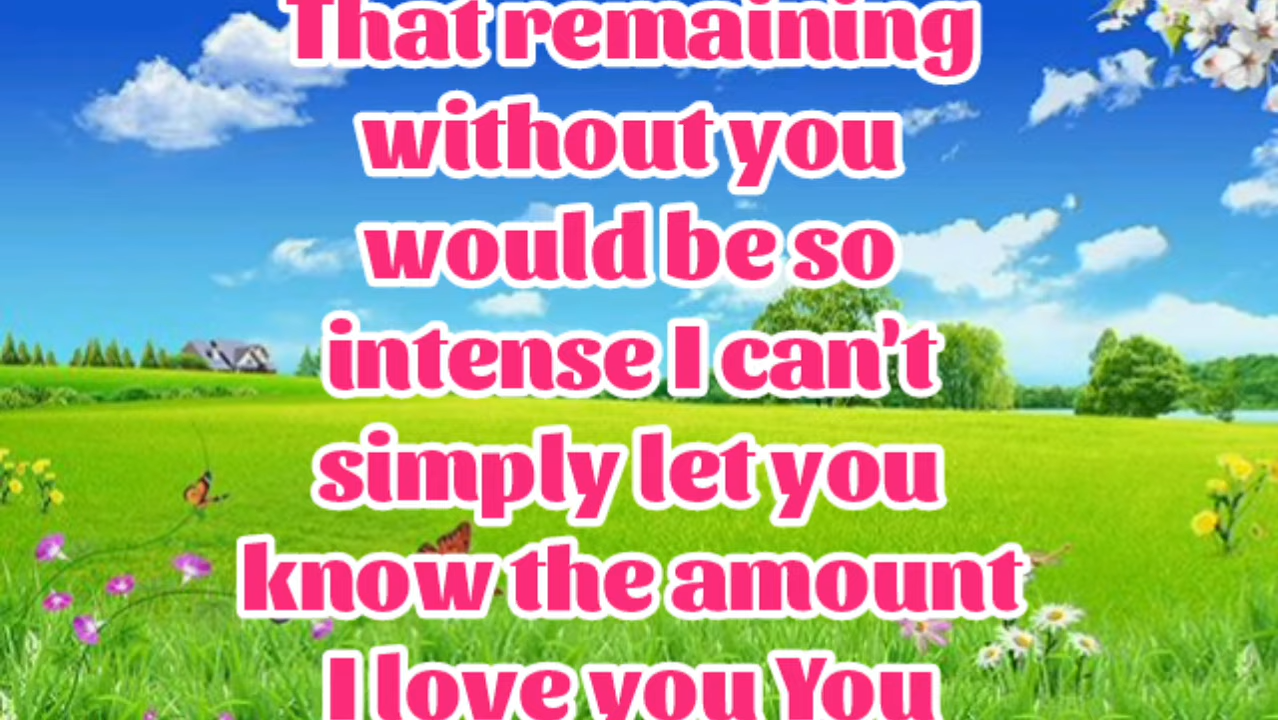 That remaining
without you
would be so
intense I can't
simply let you
know the amount
I love you You